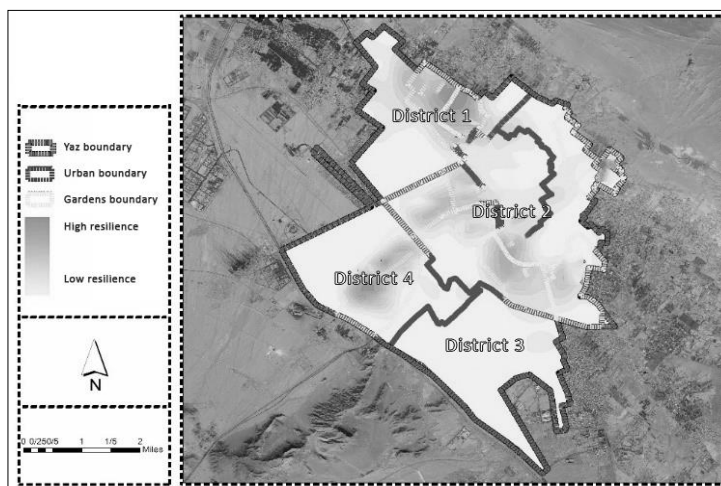 Yaz boundary
Urban boundary
Gardens boundary
High resilience
Low resilience
N
0 0/250/5 1 1/5 2
Miles
District 1
District 2
District 4
District 3